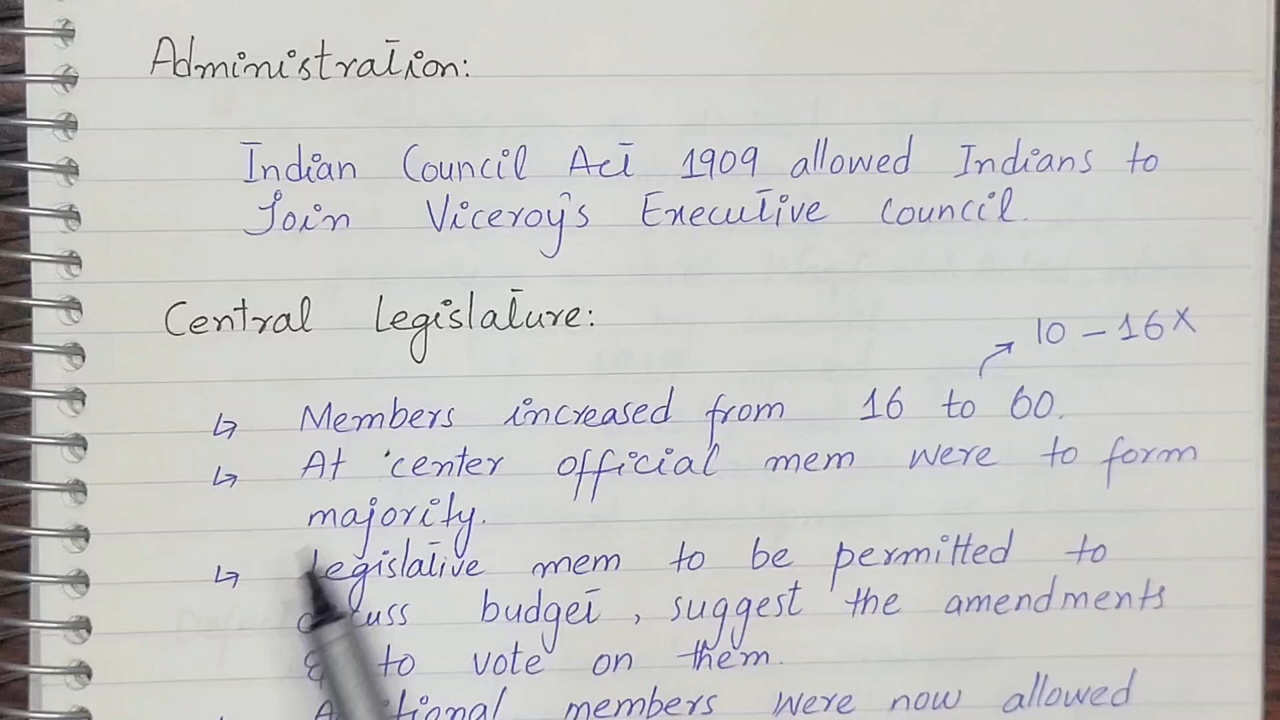 Administration:
Indian Council Act 1909 allowed Indians to
Join Viceroy's Executive Council.
Central Legislature:
10 - 16 x
Members increased from 16 to 60.
At center official mem were to form
majority.
Legislative mem to be permitted to
budget, suggest the amendments
& to vote on them.
members were now allowed